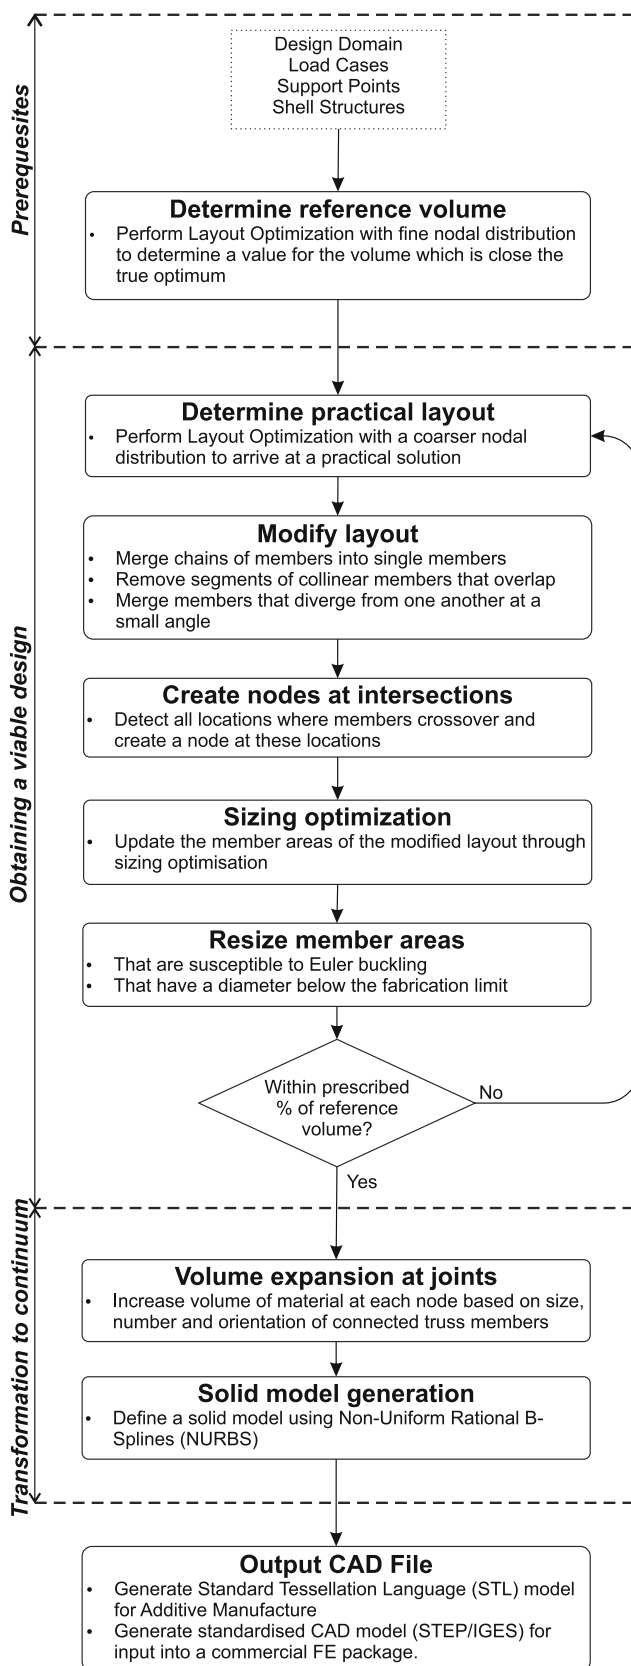 Prerequesites
Design Domain
Load Cases
Support Points
Shell Structures
Determine reference volume
• Perform Layout Optimization with fine nodal distribution
to determine a value for the volume which is close the
true optimum
Obtaining a viable design
Determine practical layout
• Perform Layout Optimization with a coarser nodal
distribution to arrive at a practical solution
Modify layout
• Merge chains of members into single members
• Remove segments of collinear members that overlap
• Merge members that diverge from one another at a
small angle
Create nodes at intersections
• Detect all locations where members crossover and
create a node at these locations
Sizing optimization
• Update the member areas of the modified layout through
sizing optimisation
Resize member areas
• That are susceptible to Euler buckling
• That have a diameter below the fabrication limit
Within prescribed
% of reference
volume?
No
Yes
Transformation to continuum
Volume expansion at joints
• Increase volume of material at each node based on size,
number and orientation of connected truss members
Solid model generation
• Define a solid model using Non-Uniform Rational B-
Splines (NURBS)
Output CAD File
• Generate Standard Tessellation Language (STL) model
for Additive Manufacture
• Generate standardised CAD model (STEP/IGES) for
input into a commercial FE package.